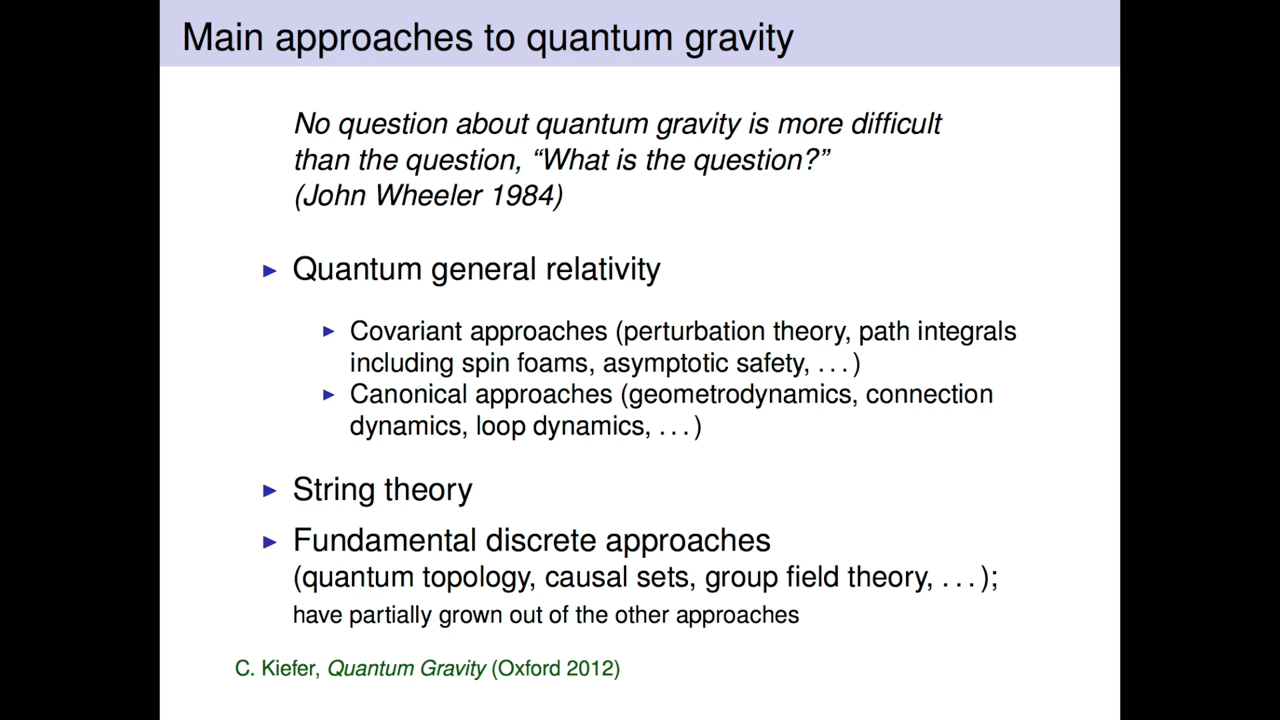 Main approaches to quantum gravity
No question about quantum gravity is more difficult
than the question, “What is the question?”
(John Wheeler 1984)
Quantum general relativity
Covariant approaches (perturbation theory, path integrals
including spin foams, asymptotic safety, . . . )
Canonical approaches (geometrodynamics, connection
dynamics, loop dynamics, . . . )
String theory
Fundamental discrete approaches
(quantum topology, causal sets, group field theory, . . . );
have partially grown out of the other approaches
C. Kiefer, Quantum Gravity (Oxford 2012)